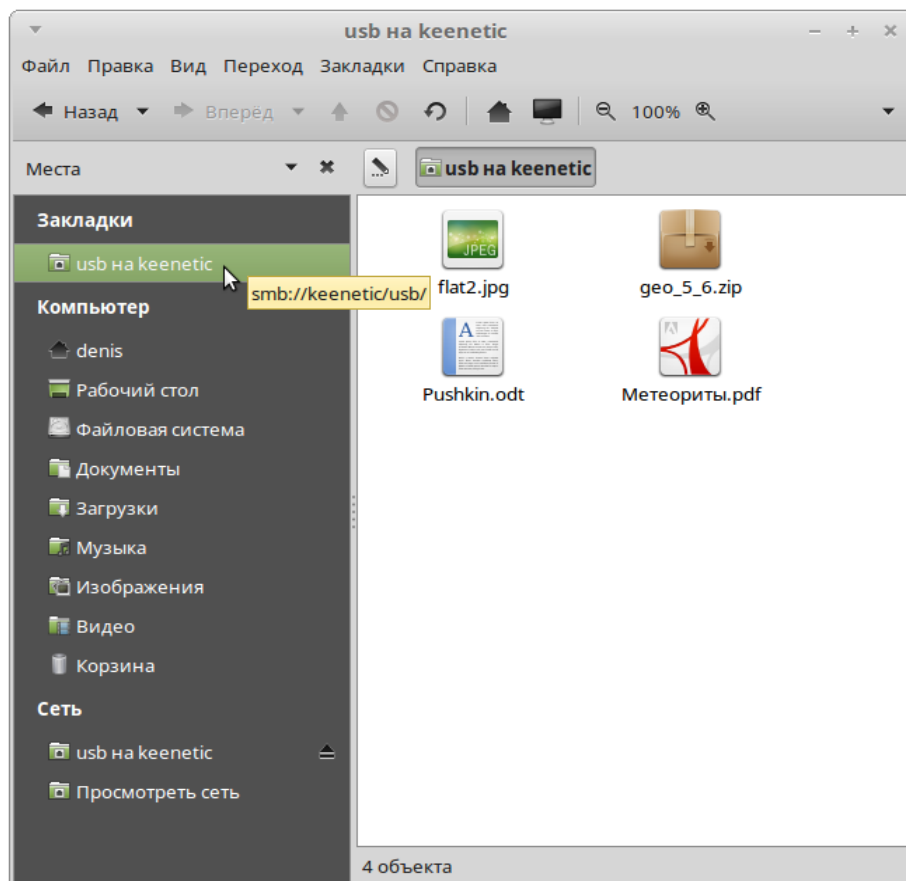 usb на keenetic
Файл Правка Вид Переход Закладки Справка
Назад Вперёд 100%
Места
usb на keenetic
Закладки
usb на keenetic
smb://keenetic/usb/
Компьютер
denis
Рабочий стол
Файловая система
Документы
Загрузки
Музыка
Изображения
Видео
Корзина
Сеть
usb на keenetic
Просмотреть сеть
JPEG
flat2.jpg
geo_5_6.zip
A
Pushkin.odt
Метеориты.pdf
4 объекта